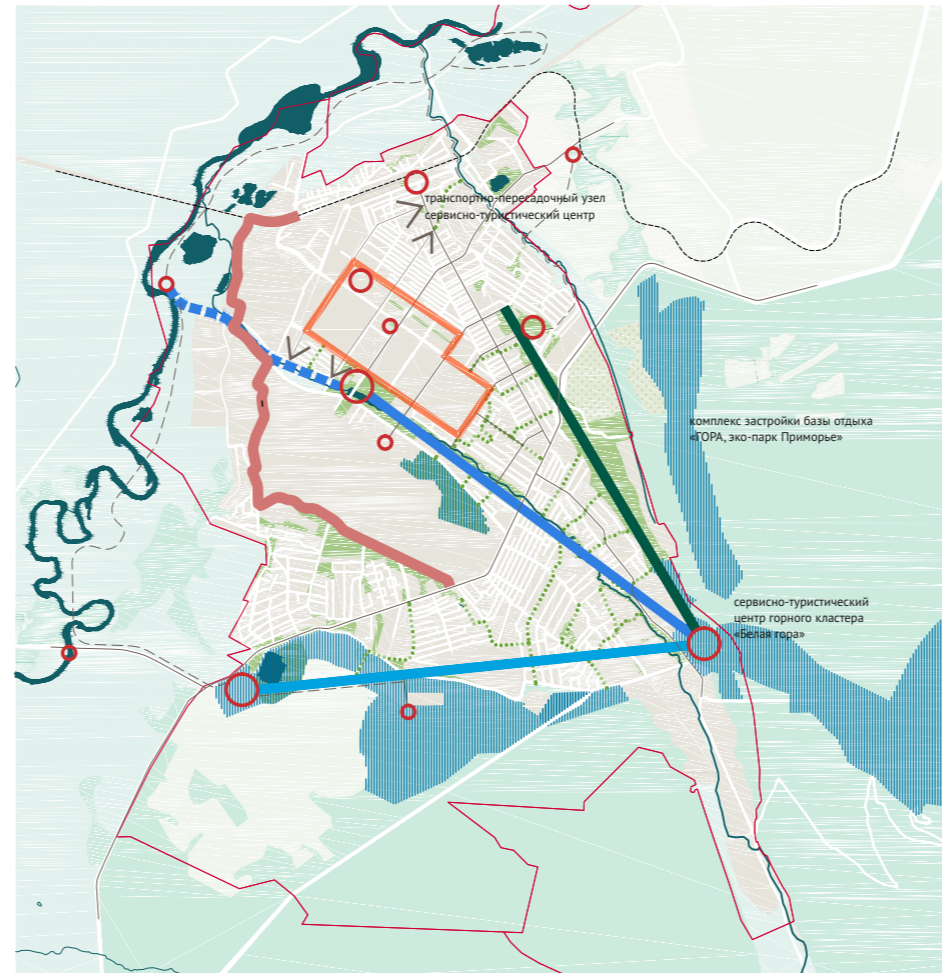 транспортно-пересадочный узел
сервисно-туристический центр
комплекс застройки базы отдыха
«ГОРА, эко-парк Приморье»
сервисно-туристический
центр горного кластера
«Белая гора»